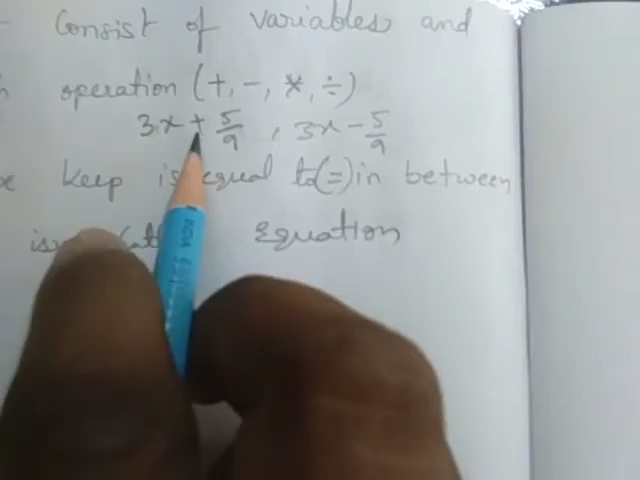 Consist of variables and
operation (+, -, *, ÷)
3x + 5/9 , 3x - 5/9
keep is equal to (=) in between
Equation